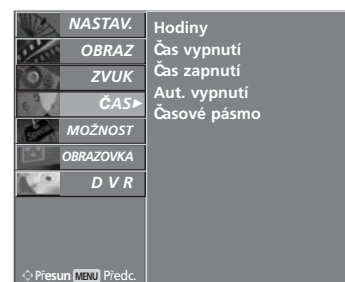 NASTAV.
OBRAZ
ZVUK
ČAS
MOŽNOST
OBRAZOVKA
D V R
Hodiny
Čas vypnutí
Čas zapnutí
Aut. vypnutí
Časové pásmo
Přesun MENU Předc.